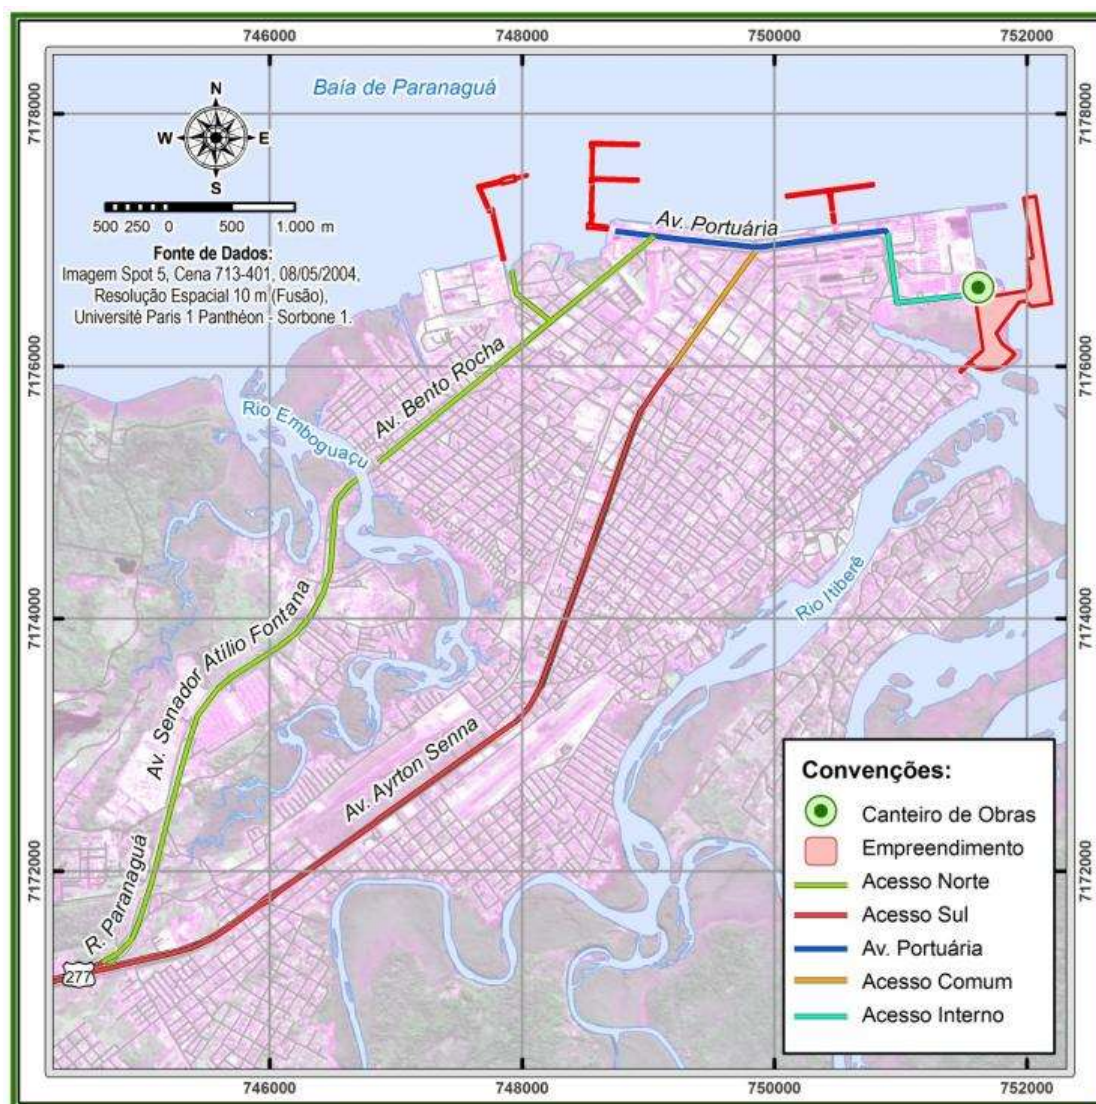 746000
748000
750000
752000
7178000
7178000
Baía de Paranaguá
N
W
E
S
500 250 0 500 1.000 m
Fonte de Dados:
Imagem Spot 5, Cena 713-401, 08/05/2004,
Resolução Espacial 10 m (Fusão),
Université Paris 1 Panthéon - Sorbone 1.
Av. Portuária
7176000
7176000
Av. Bento Rocha
Rio Emboguaçu
7174000
7174000
Rio Itiberê
Av. Senador Atílio Fontana
Av. Ayrton Senna
7172000
7172000
R. Paranaguá
277
Convenções:
Canteiro de Obras
Empreendimento
Acesso Norte
Acesso Sul
Av. Portuária
Acesso Comum
Acesso Interno
746000
748000
750000
752000